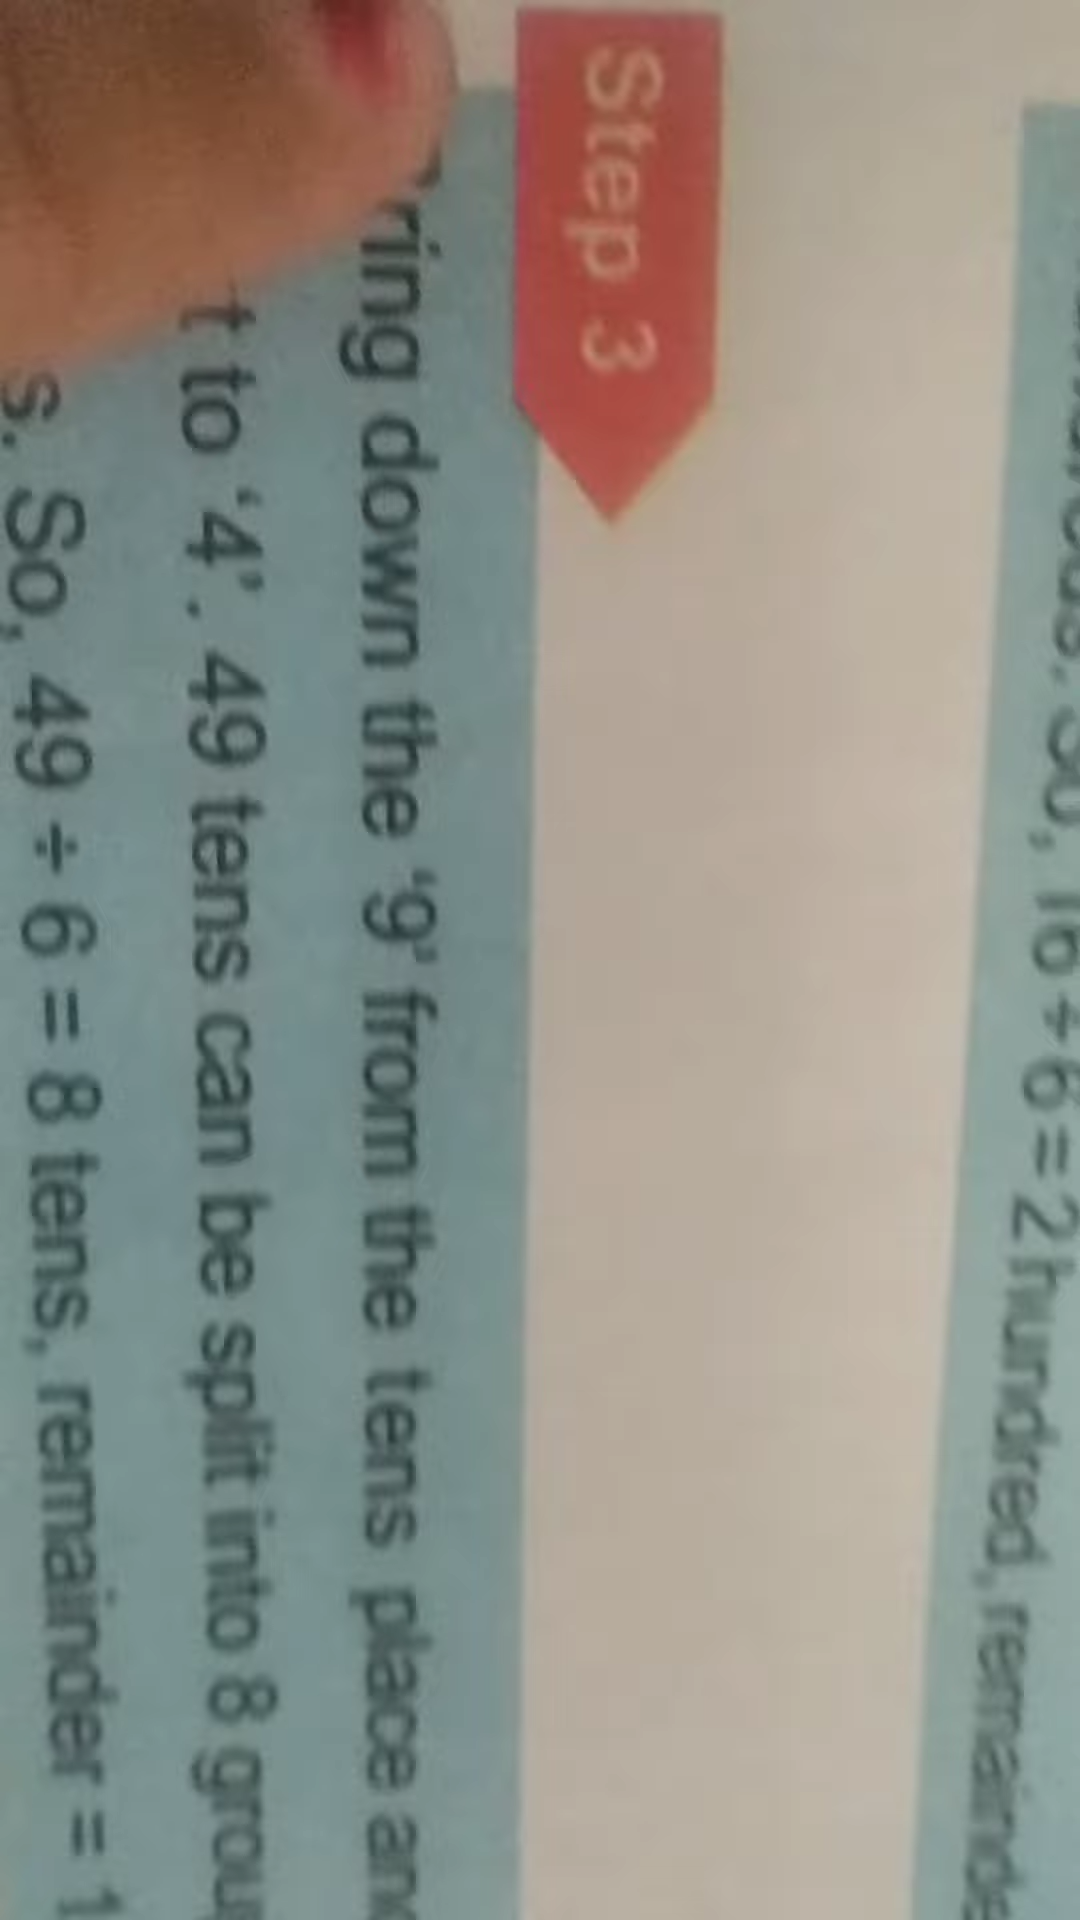 So, 16 ÷ 6 = 2 hundred, remainde
Step 3
ring down the ‘9’ from the tens place and
t to ‘4’. 49 tens can be split into 8 grou
s. So, 49 ÷ 6 = 8 tens, remainder = 1